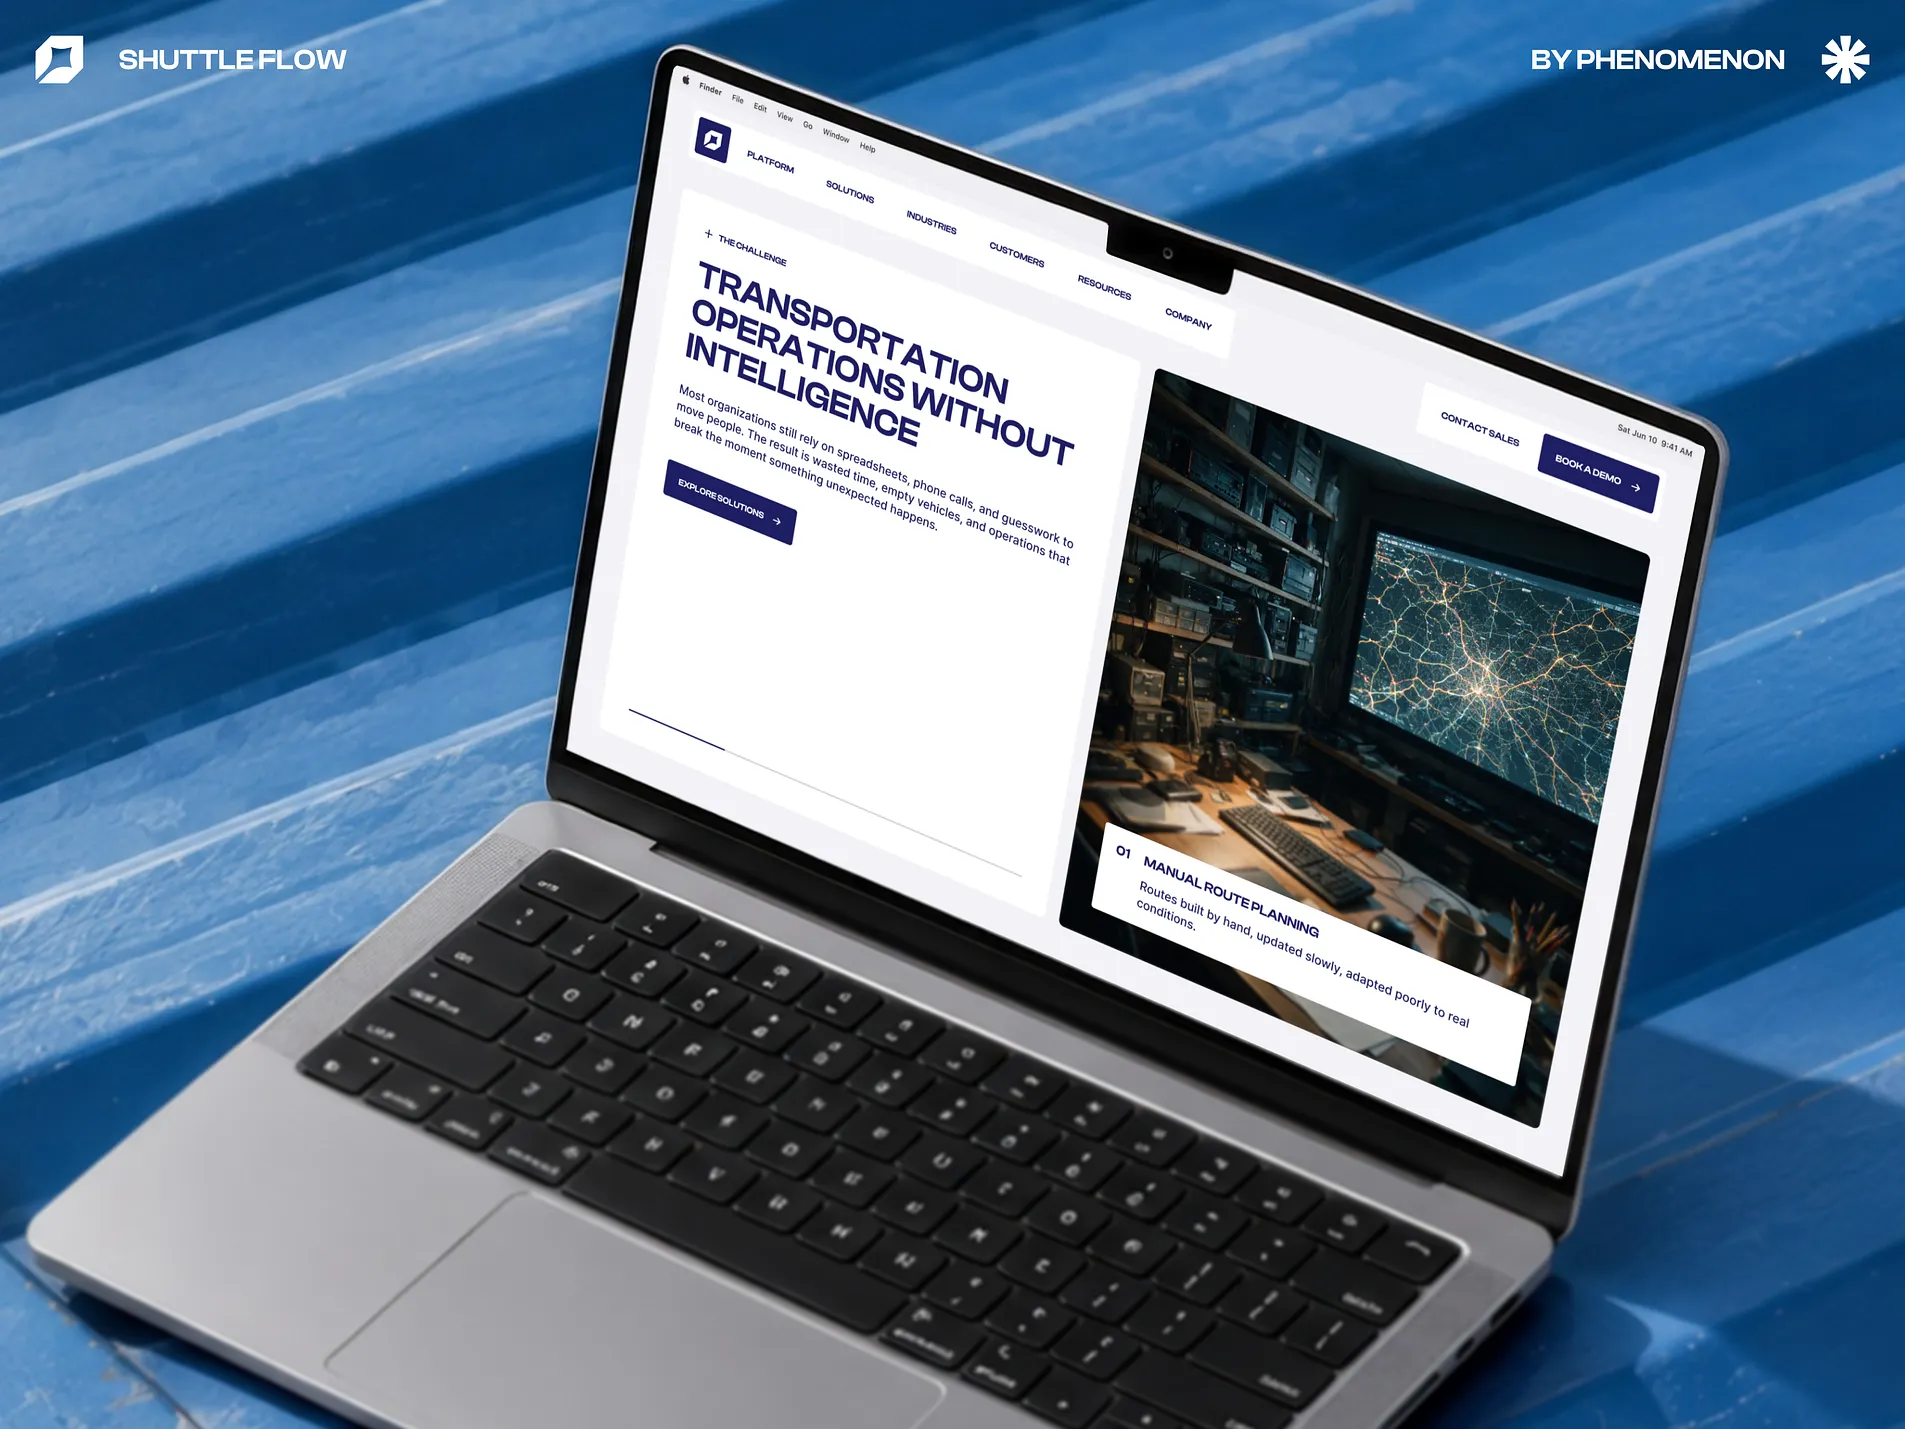 SHUTTLE FLOW
BY PHENOMENON
Finder File Edit View Go Window Help
Sat Jun 10 9:41 AM
PLATFORM
SOLUTIONS
INDUSTRIES
CUSTOMERS
RESOURCES
COMPANY
CONTACT SALES
BOOK A DEMO →
+ THE CHALLENGE
TRANSPORTATION
OPERATIONS WITHOUT
INTELLIGENCE
Most organizations still rely on spreadsheets, phone calls, and guesswork to
move people. The result is wasted time, empty vehicles, and operations that
break the moment something unexpected happens.
EXPLORE SOLUTIONS →
01 MANUAL ROUTE PLANNING
Routes built by hand, updated slowly, adapted poorly to real
conditions.